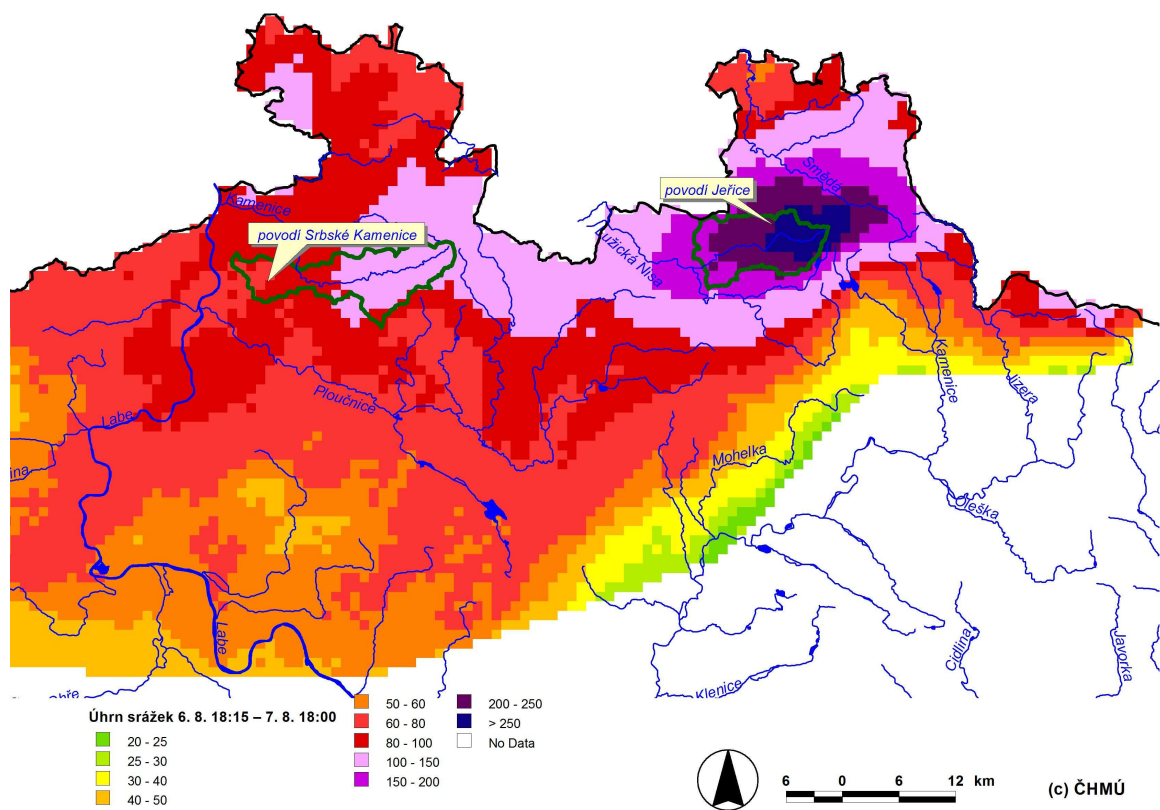 Smědá
povodí Jeřice
Kamenice
povodí Srbské Kamenice
Lužická Nisa
Kamenice
Jizera
Ploučnice
Labe
Mohelka
ina
Oleška
Labe
Cidlina
Javorka
Klenice
Úhrn srážek 6. 8. 18:15 – 7. 8. 18:00
20 - 25
25 - 30
30 - 40
40 - 50
50 - 60
60 - 80
80 - 100
100 - 150
150 - 200
200 - 250
> 250
No Data
6 0 6 12 km
(c) ČHMÚ